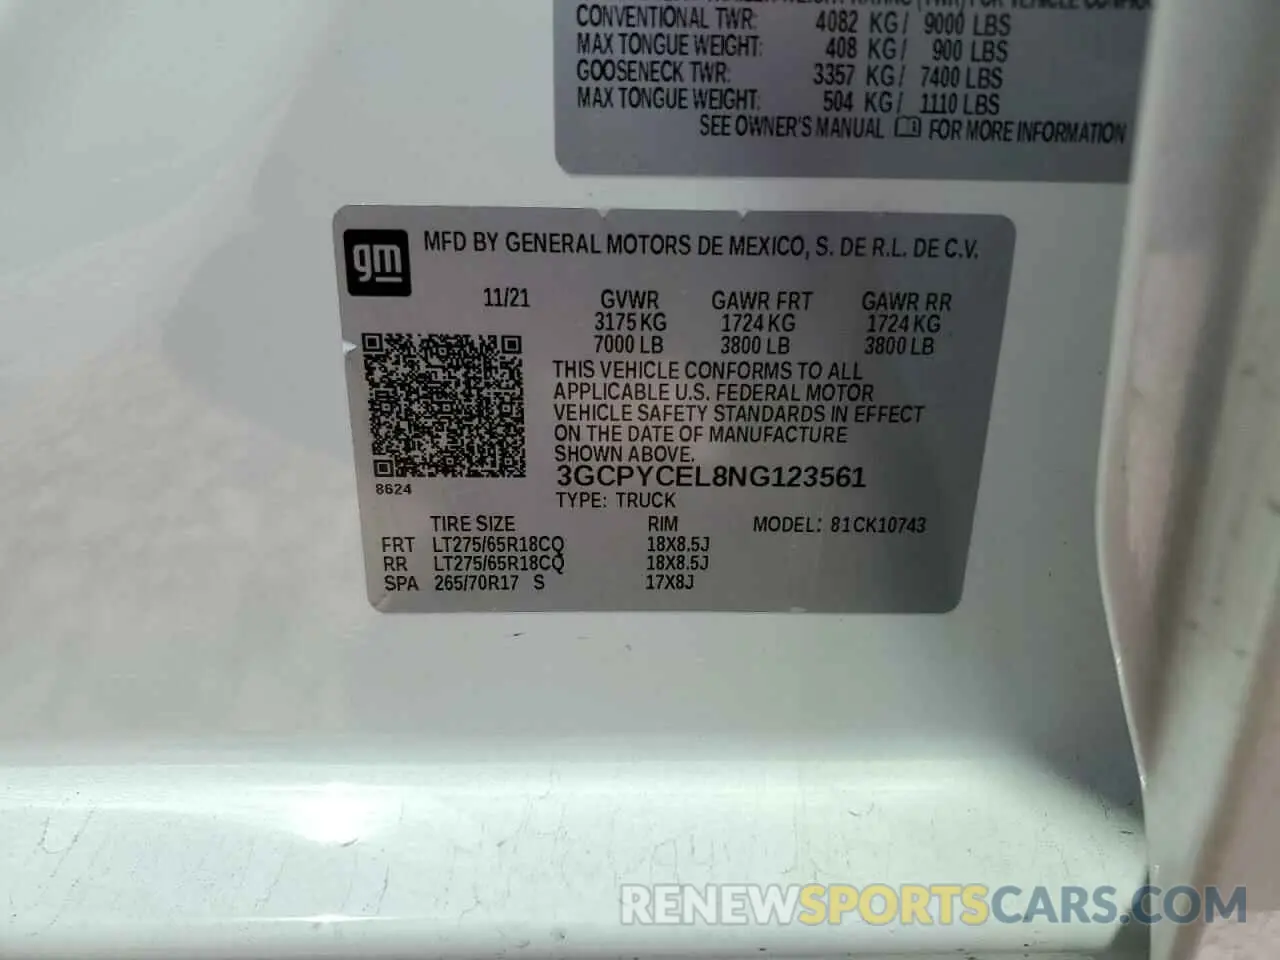 CONVENTIONAL TWR: 4082 KG/ 9000 LBS
MAX TONGUE WEIGHT: 408 KG/ 900 LBS
GOOSENECK TWR: 3357 KG/ 7400 LBS
MAX TONGUE WEIGHT: 504 KG/ 1110 LBS
SEE OWNER'S MANUAL FOR MORE INFORMATION
gm MFD BY GENERAL MOTORS DE MEXICO, S. DE R.L. DE C.V.
11/21 GVWR GAWR FRT GAWR RR
3175 KG 1724 KG 1724 KG
7000 LB 3800 LB 3800 LB
THIS VEHICLE CONFORMS TO ALL
APPLICABLE U.S. FEDERAL MOTOR
VEHICLE SAFETY STANDARDS IN EFFECT
ON THE DATE OF MANUFACTURE
SHOWN ABOVE.
3GCPYCEL8NG123561
8624
TYPE: TRUCK
TIRE SIZE RIM MODEL: 81CK10743
FRT LT275/65R18CQ 18X8.5J
RR LT275/65R18CQ 18X8.5J
SPA 265/70R17 S 17X8J
RENEWSPORTSCARS.COM